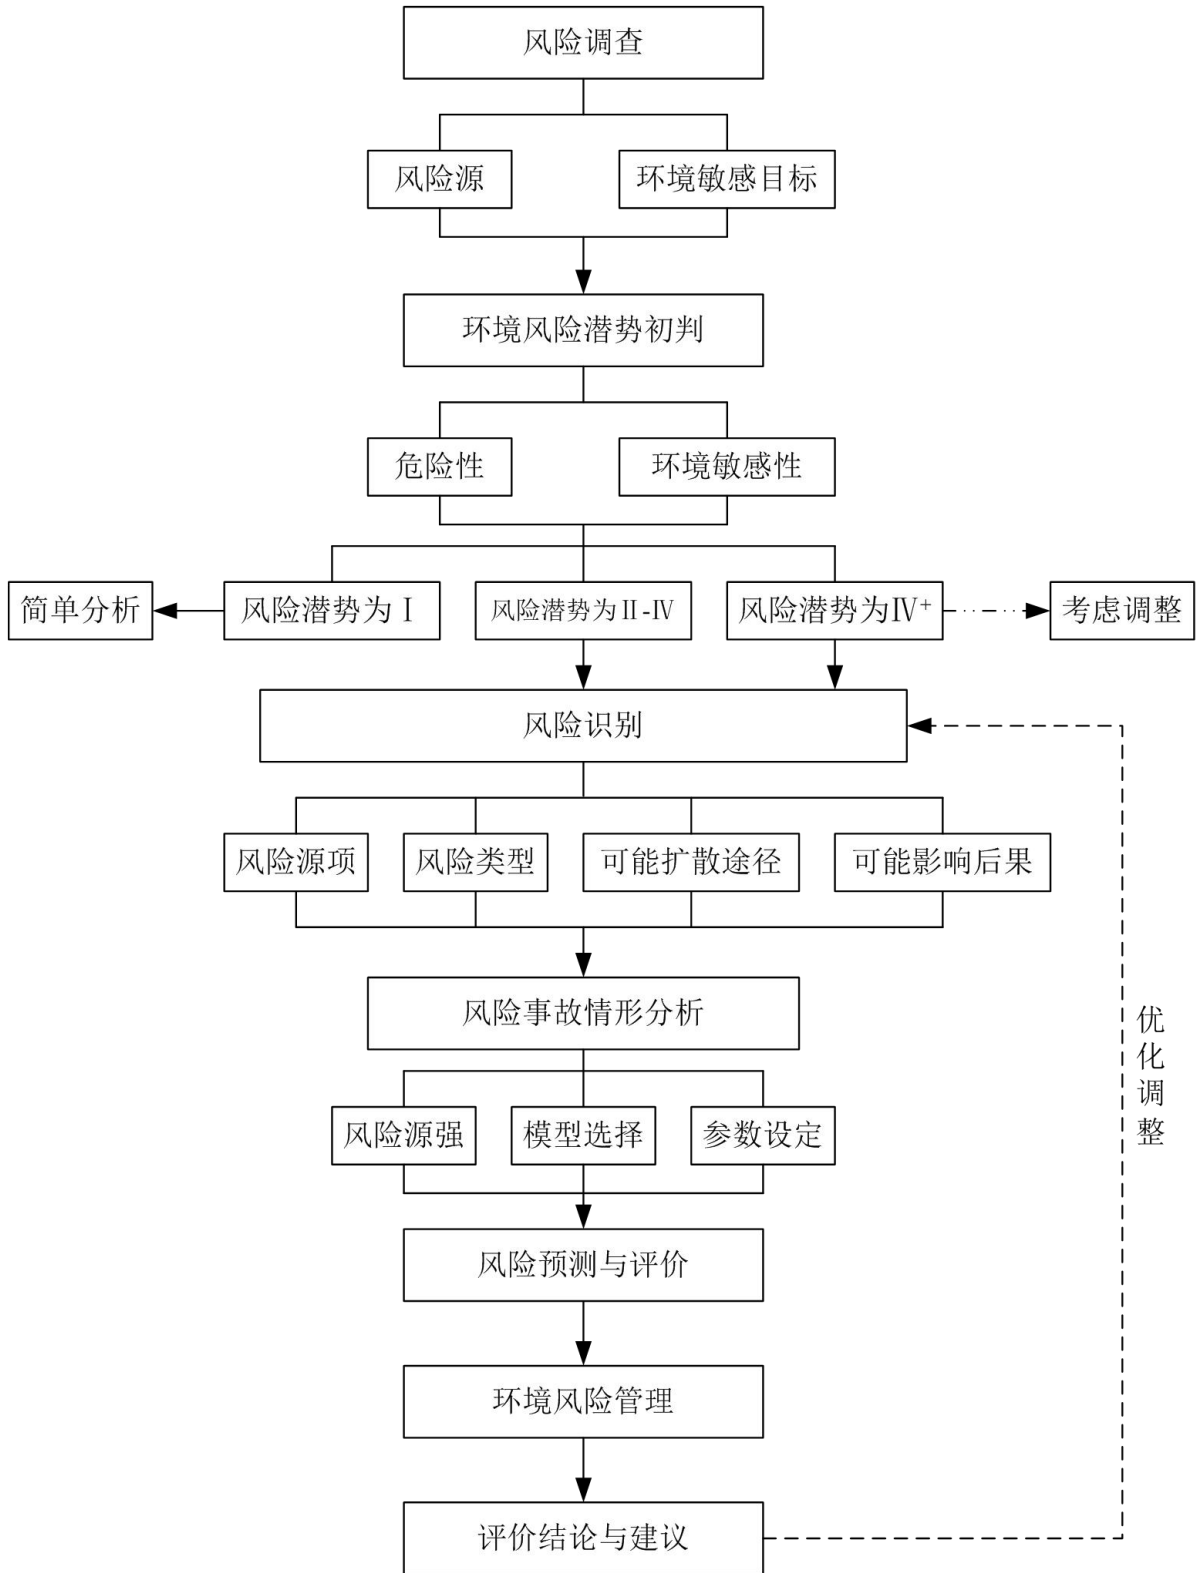 风险调查
风险源
环境敏感目标
环境风险潜势初判
危险性
环境敏感性
简单分析
风险潜势为Ⅰ
风险潜势为Ⅱ-Ⅳ
风险潜势为Ⅳ⁺
考虑调整
风险识别
风险源项
风险类型
可能扩散途径
可能影响后果
风险事故情形分析
优化调整
风险源强
模型选择
参数设定
风险预测与评价
环境风险管理
评价结论与建议